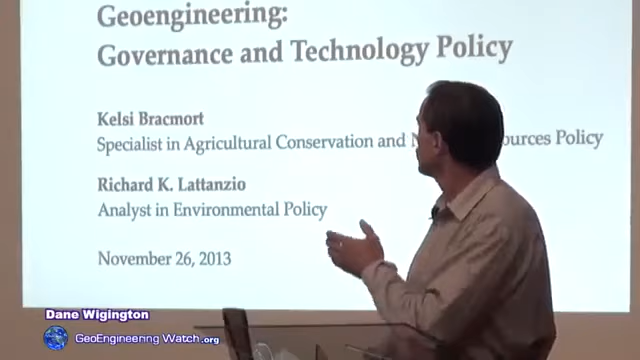 Geoengineering:
Governance and Technology Policy
Kelsi Bracmort
Specialist in Agricultural Conservation and Policy
Richard K. Lattanzio
Analyst in Environmental Policy
November 26, 2013
Dane Wigington
GeoEngineering Watch.org